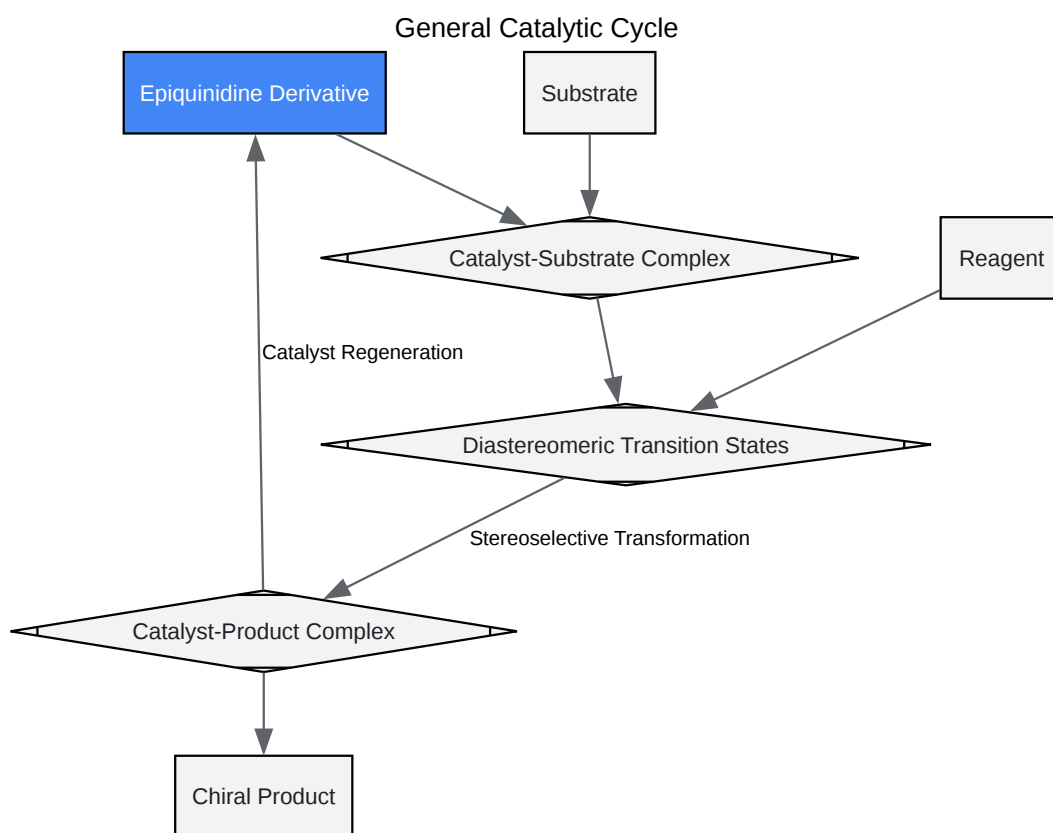 General Catalytic Cycle
Epiquinidine Derivative
Substrate
Catalyst-Substrate Complex
Reagent
Catalyst Regeneration
Diastereomeric Transition States
Stereoselective Transformation
Catalyst-Product Complex
Chiral Product